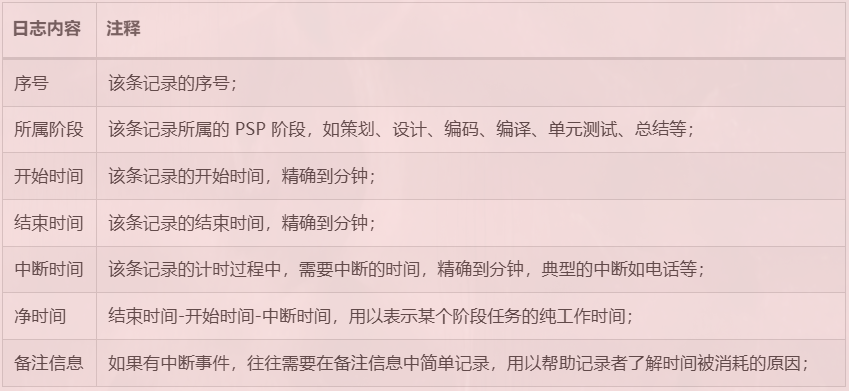 日志内容 注释
序号 该条记录的序号；
所属阶段 该条记录所属的 PSP 阶段，如策划、设计、编码、编译、单元测试、总结等；
开始时间 该条记录的开始时间，精确到分钟；
结束时间 该条记录的结束时间，精确到分钟；
中断时间 该条记录的计时过程中，需要中断的时间，精确到分钟，典型的中断如电话等；
净时间 结束时间-开始时间-中断时间，用以表示某个阶段任务的纯工作时间；
备注信息 如果有中断事件，往往需要在备注信息中简单记录，用以帮助记录者了解时间被消耗的原因；